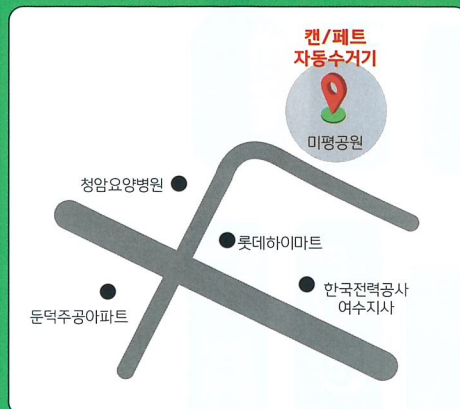 캔/페트
자동수거기
미평공원
청암요양병원
롯데하이마트
한국전력공사
여수지사
둔덕주공아파트